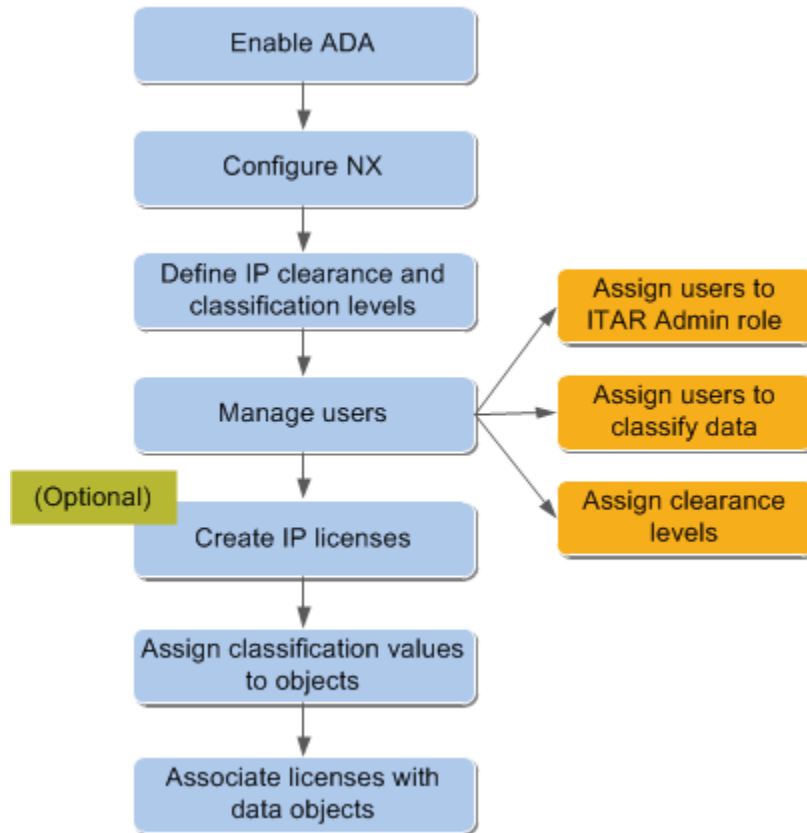 Enable ADA
Configure NX
Define IP clearance and
classification levels
Assign users to
ITAR Admin role
Manage users
Assign users to
classify data
Assign clearance
levels
(Optional)
Create IP licenses
Assign classification values
to objects
Associate licenses with
data objects